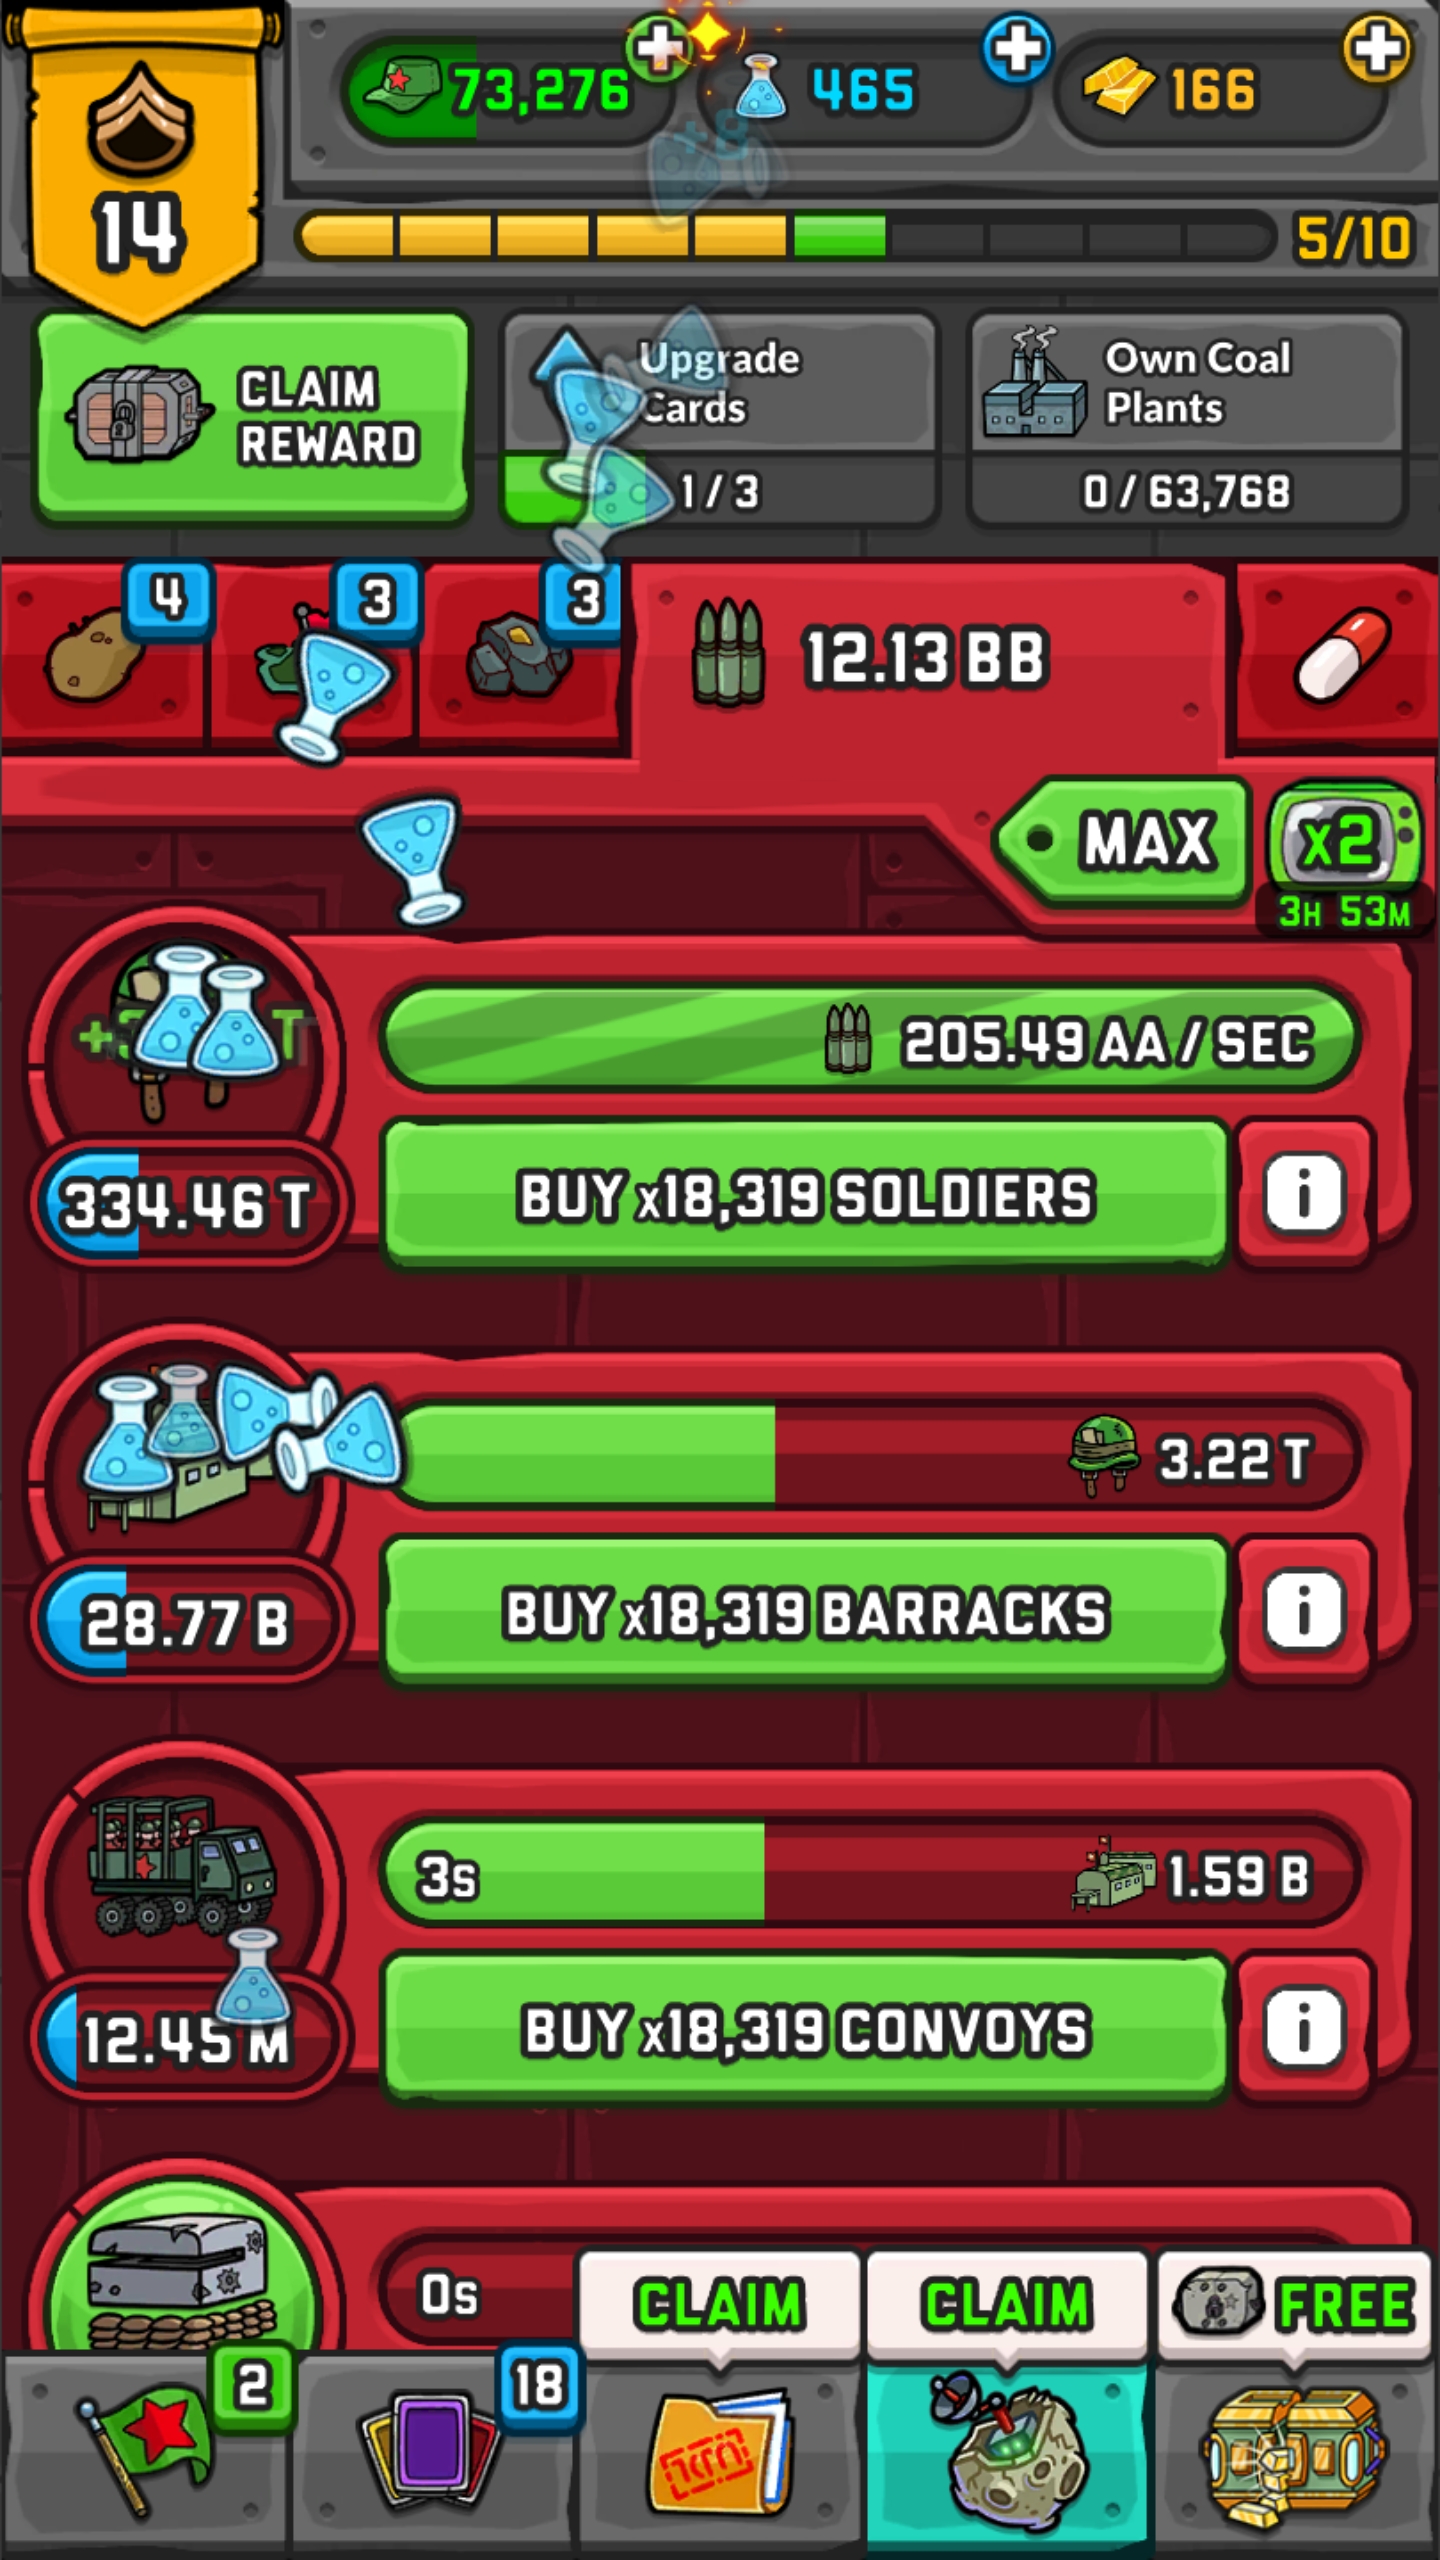 73,276
465
166
+8
14
5/10
CLAIM
REWARD
Upgrade
Cards
1 / 3
Own Coal
Plants
0 / 63,768
4
3
3
12.13 BB
MAX
x2
3H 53M
205.49 AA / SEC
334.46 T
BUY x18,319 SOLDIERS
i
3.22 T
28.77 B
BUY x18,319 BARRACKS
i
3s
1.59 B
12.45 M
BUY x18,319 CONVOYS
i
0s
CLAIM
CLAIM
FREE
2
18